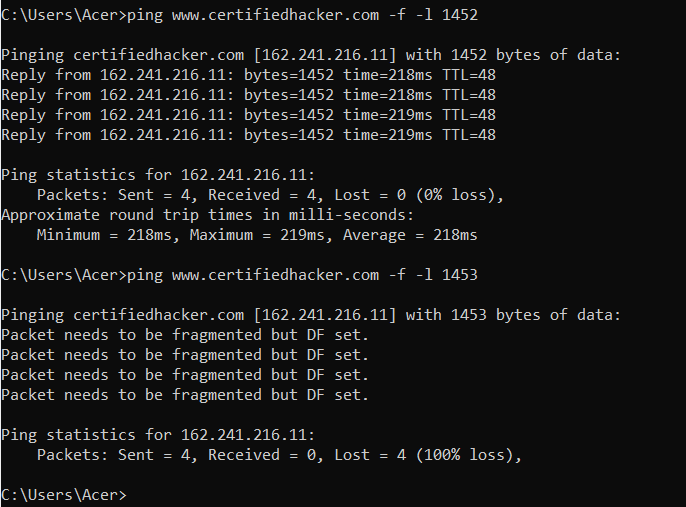 C:\Users\Acer>ping www.certifiedhacker.com -f -l 1452
Pinging certifiedhacker.com [162.241.216.11] with 1452 bytes of data:
Reply from 162.241.216.11: bytes=1452 time=218ms TTL=48
Reply from 162.241.216.11: bytes=1452 time=218ms TTL=48
Reply from 162.241.216.11: bytes=1452 time=219ms TTL=48
Reply from 162.241.216.11: bytes=1452 time=219ms TTL=48
Ping statistics for 162.241.216.11:
    Packets: Sent = 4, Received = 4, Lost = 0 (0% loss),
Approximate round trip times in milli-seconds:
    Minimum = 218ms, Maximum = 219ms, Average = 218ms
C:\Users\Acer>ping www.certifiedhacker.com -f -l 1453
Pinging certifiedhacker.com [162.241.216.11] with 1453 bytes of data:
Packet needs to be fragmented but DF set.
Packet needs to be fragmented but DF set.
Packet needs to be fragmented but DF set.
Packet needs to be fragmented but DF set.
Ping statistics for 162.241.216.11:
    Packets: Sent = 4, Received = 0, Lost = 4 (100% loss),
C:\Users\Acer>